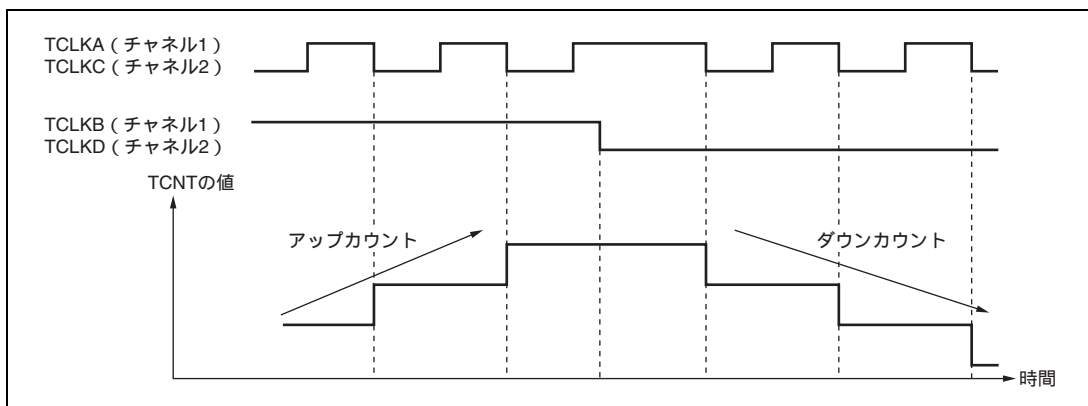 TCLKA（チャネル1）
TCLKC（チャネル2）
TCLKB（チャネル1）
TCLKD（チャネル2）
TCNTの値
アップカウント
ダウンカウント
時間